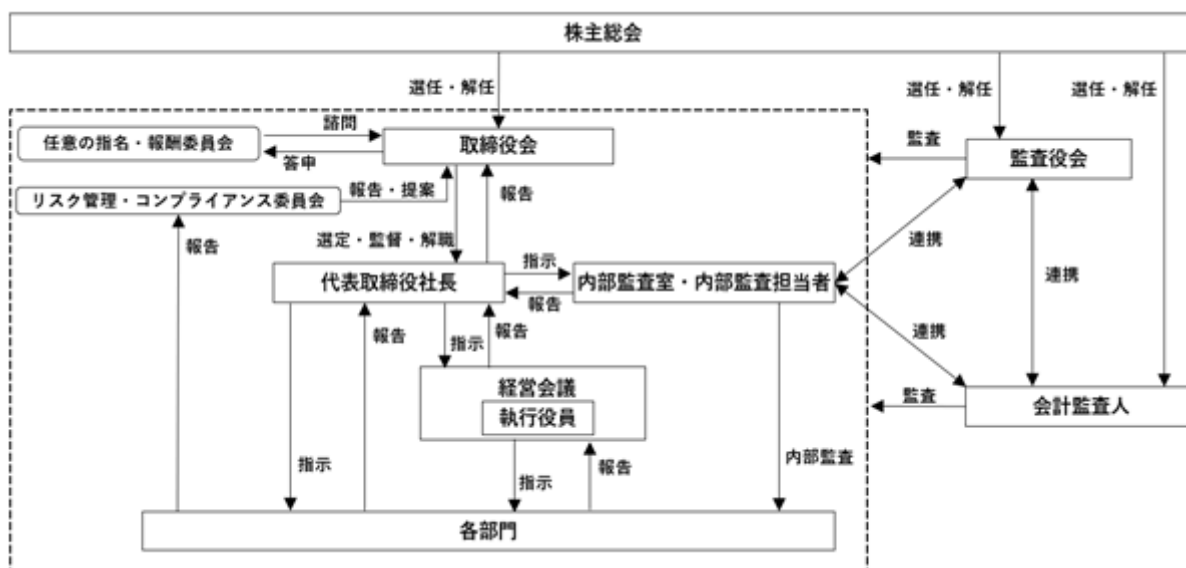 株主総会
選任・解任
選任・解任
選任・解任
任意の指名・報酬委員会
諮問
答申
取締役会
監査
監査役会
リスク管理・コンプライアンス委員会
報告・提案
報告
報告
選定・監督・解職
連携
連携
代表取締役社長
指示
報告
内部監査室・内部監査担当者
報告
指示
報告
連携
経営会議
執行役員
監査
会計監査人
指示
指示
報告
内部監査
各部門